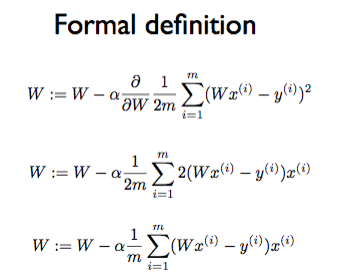 Formal definition
W := W − α ∂/∂W 1/2m ∑_{i=1}^{m} (Wx^{(i)} − y^{(i)})²
W := W − α 1/2m ∑_{i=1}^{m} 2(Wx^{(i)} − y^{(i)})x^{(i)}
W := W − α 1/m ∑_{i=1}^{m} (Wx^{(i)} − y^{(i)})x^{(i)}